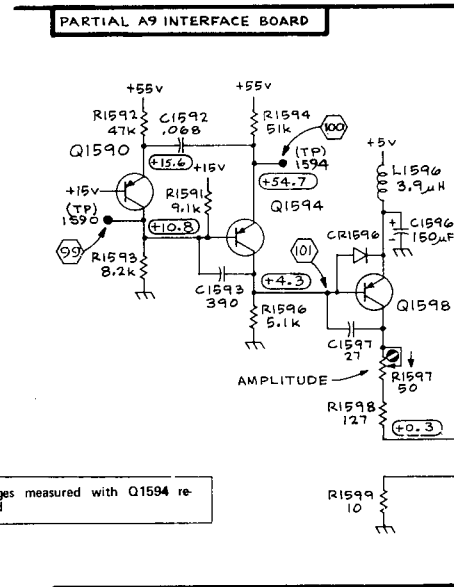 PARTIAL A9 INTERFACE BOARD
+55V
+55V
R1592
47K
C1592
.068
R1594
51K
100
(TP)
1594
+5V
Q1590
+15.6
+15V
+54.7
L1596
3.9μH
+15V
R1591
9.1K
Q1594
(TP)
1590
+10.8
C1596
150μF
+
-
CR1596
99
101
R1593
8.2K
+4.3
Q1598
C1593
390
R1596
5.1K
C1597
27
AMPLITUDE
R1597
50
R1598
127
+0.3
ges measured with Q1594 re-
d
R1599
10